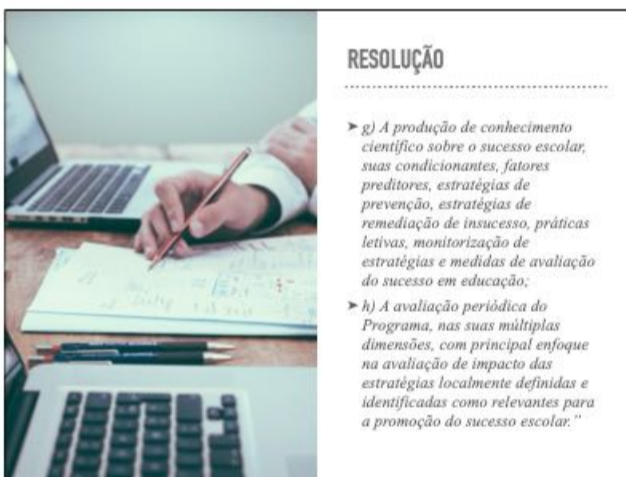 RESOLUÇÃO
➤ g) A produção de conhecimento
científico sobre o sucesso escolar,
suas condicionantes, fatores
preditores, estratégias de
prevenção, estratégias de
remediação de insucesso, práticas
letivas, monitorização de
estratégias e medidas de avaliação
do sucesso em educação;
➤ h) A avaliação periódica do
Programa, nas suas múltiplas
dimensões, com principal enfoque
na avaliação de impacto das
estratégias localmente definidas e
identificadas como relevantes para
a promoção do sucesso escolar.”